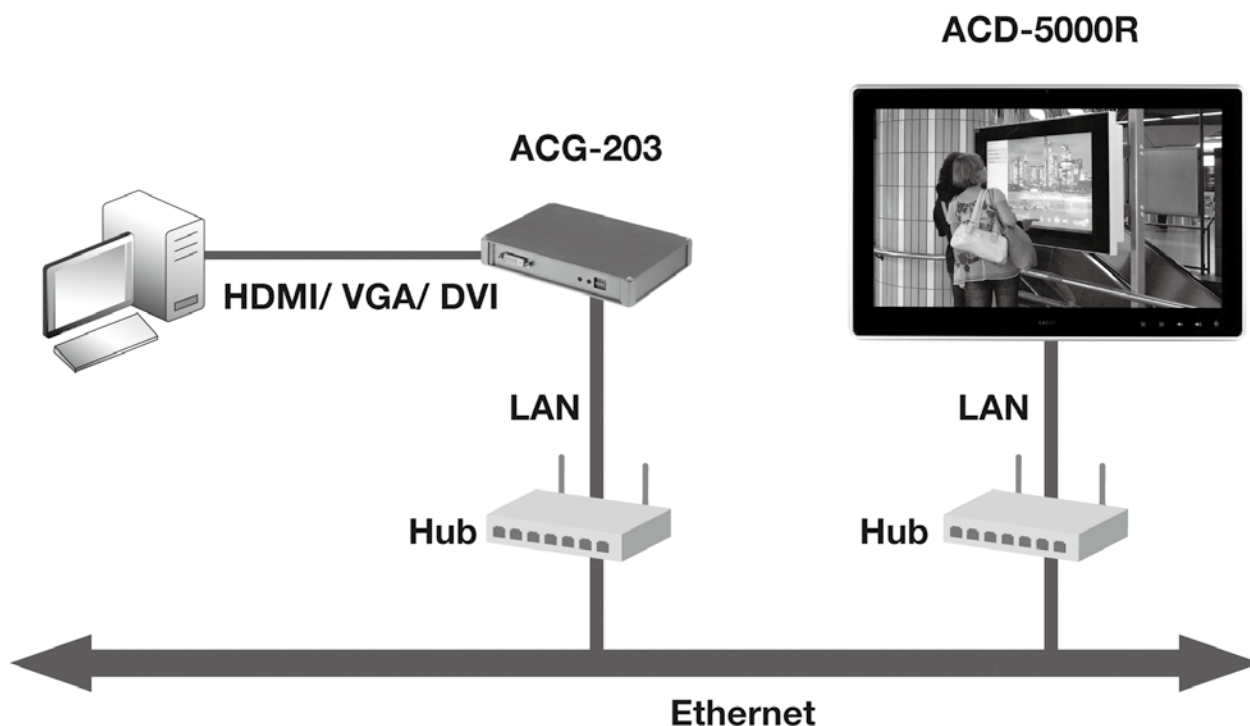 ACD-5000R
ACG-203
HDMI/ VGA/ DVI
LAN
LAN
Hub
Hub
Ethernet